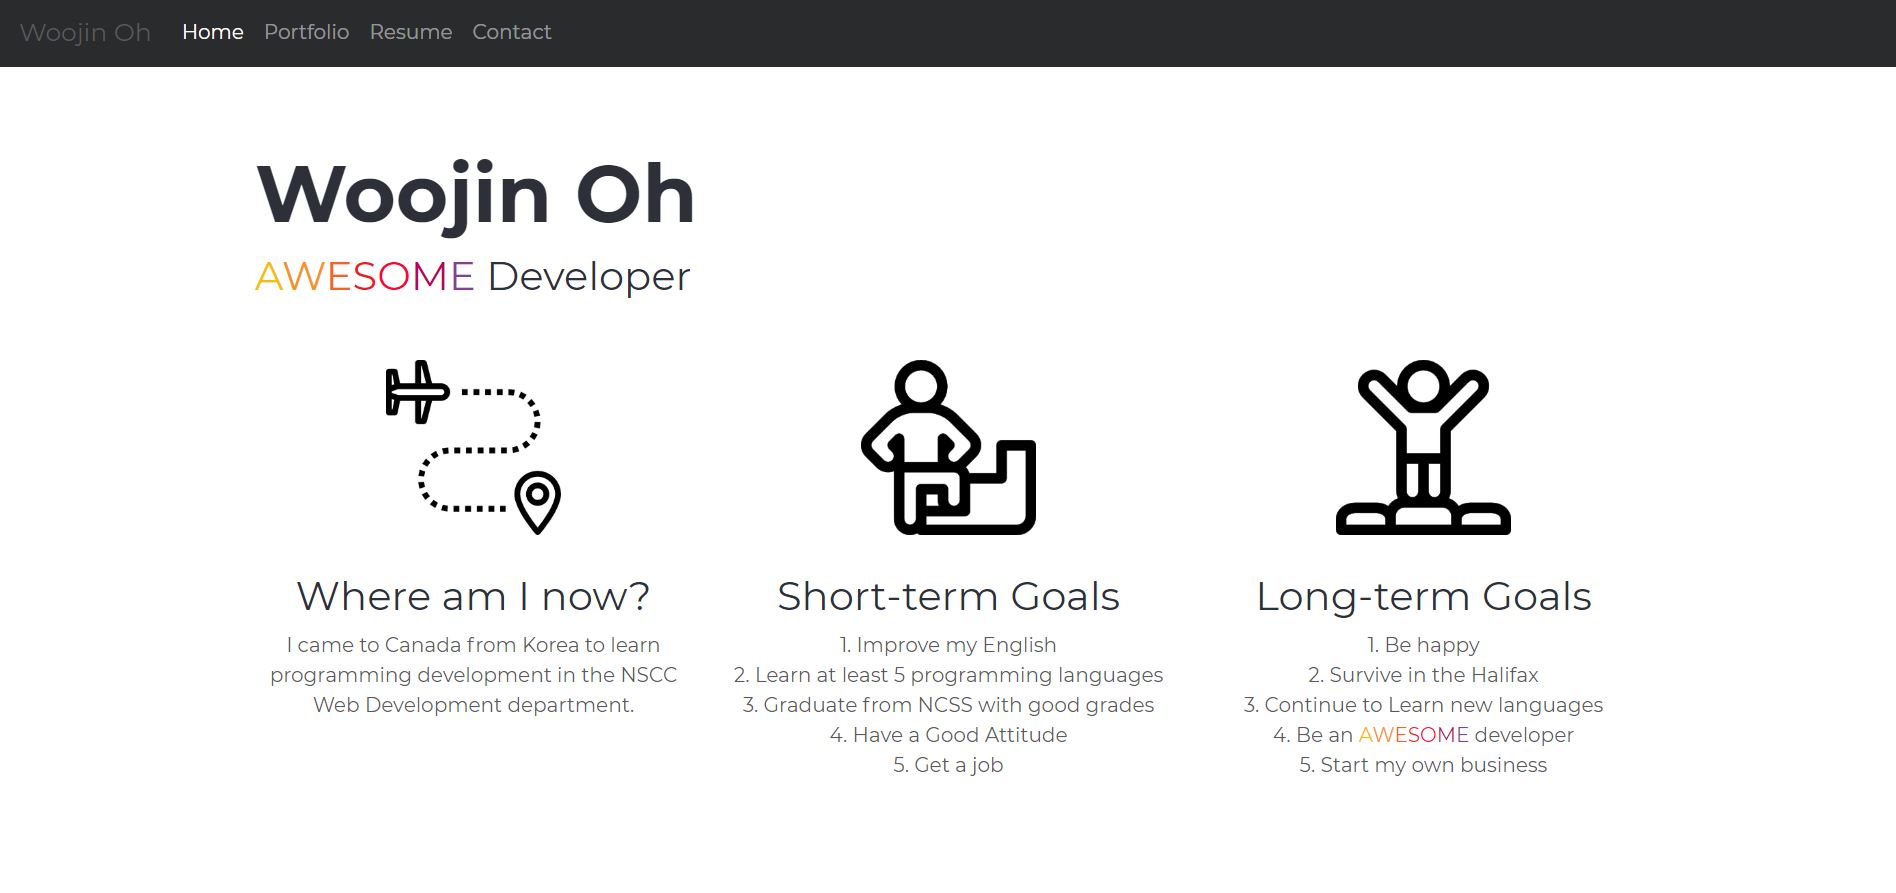 Woojin Oh Home Portfolio Resume Contact
Woojin Oh
AWESOME Developer
Where am I now?
I came to Canada from Korea to learn
programming development in the NSCC
Web Development department.
Short-term Goals
1. Improve my English
2. Learn at least 5 programming languages
3. Graduate from NCSS with good grades
4. Have a Good Attitude
5. Get a job
Long-term Goals
1. Be happy
2. Survive in the Halifax
3. Continue to Learn new languages
4. Be an AWESOME developer
5. Start my own business